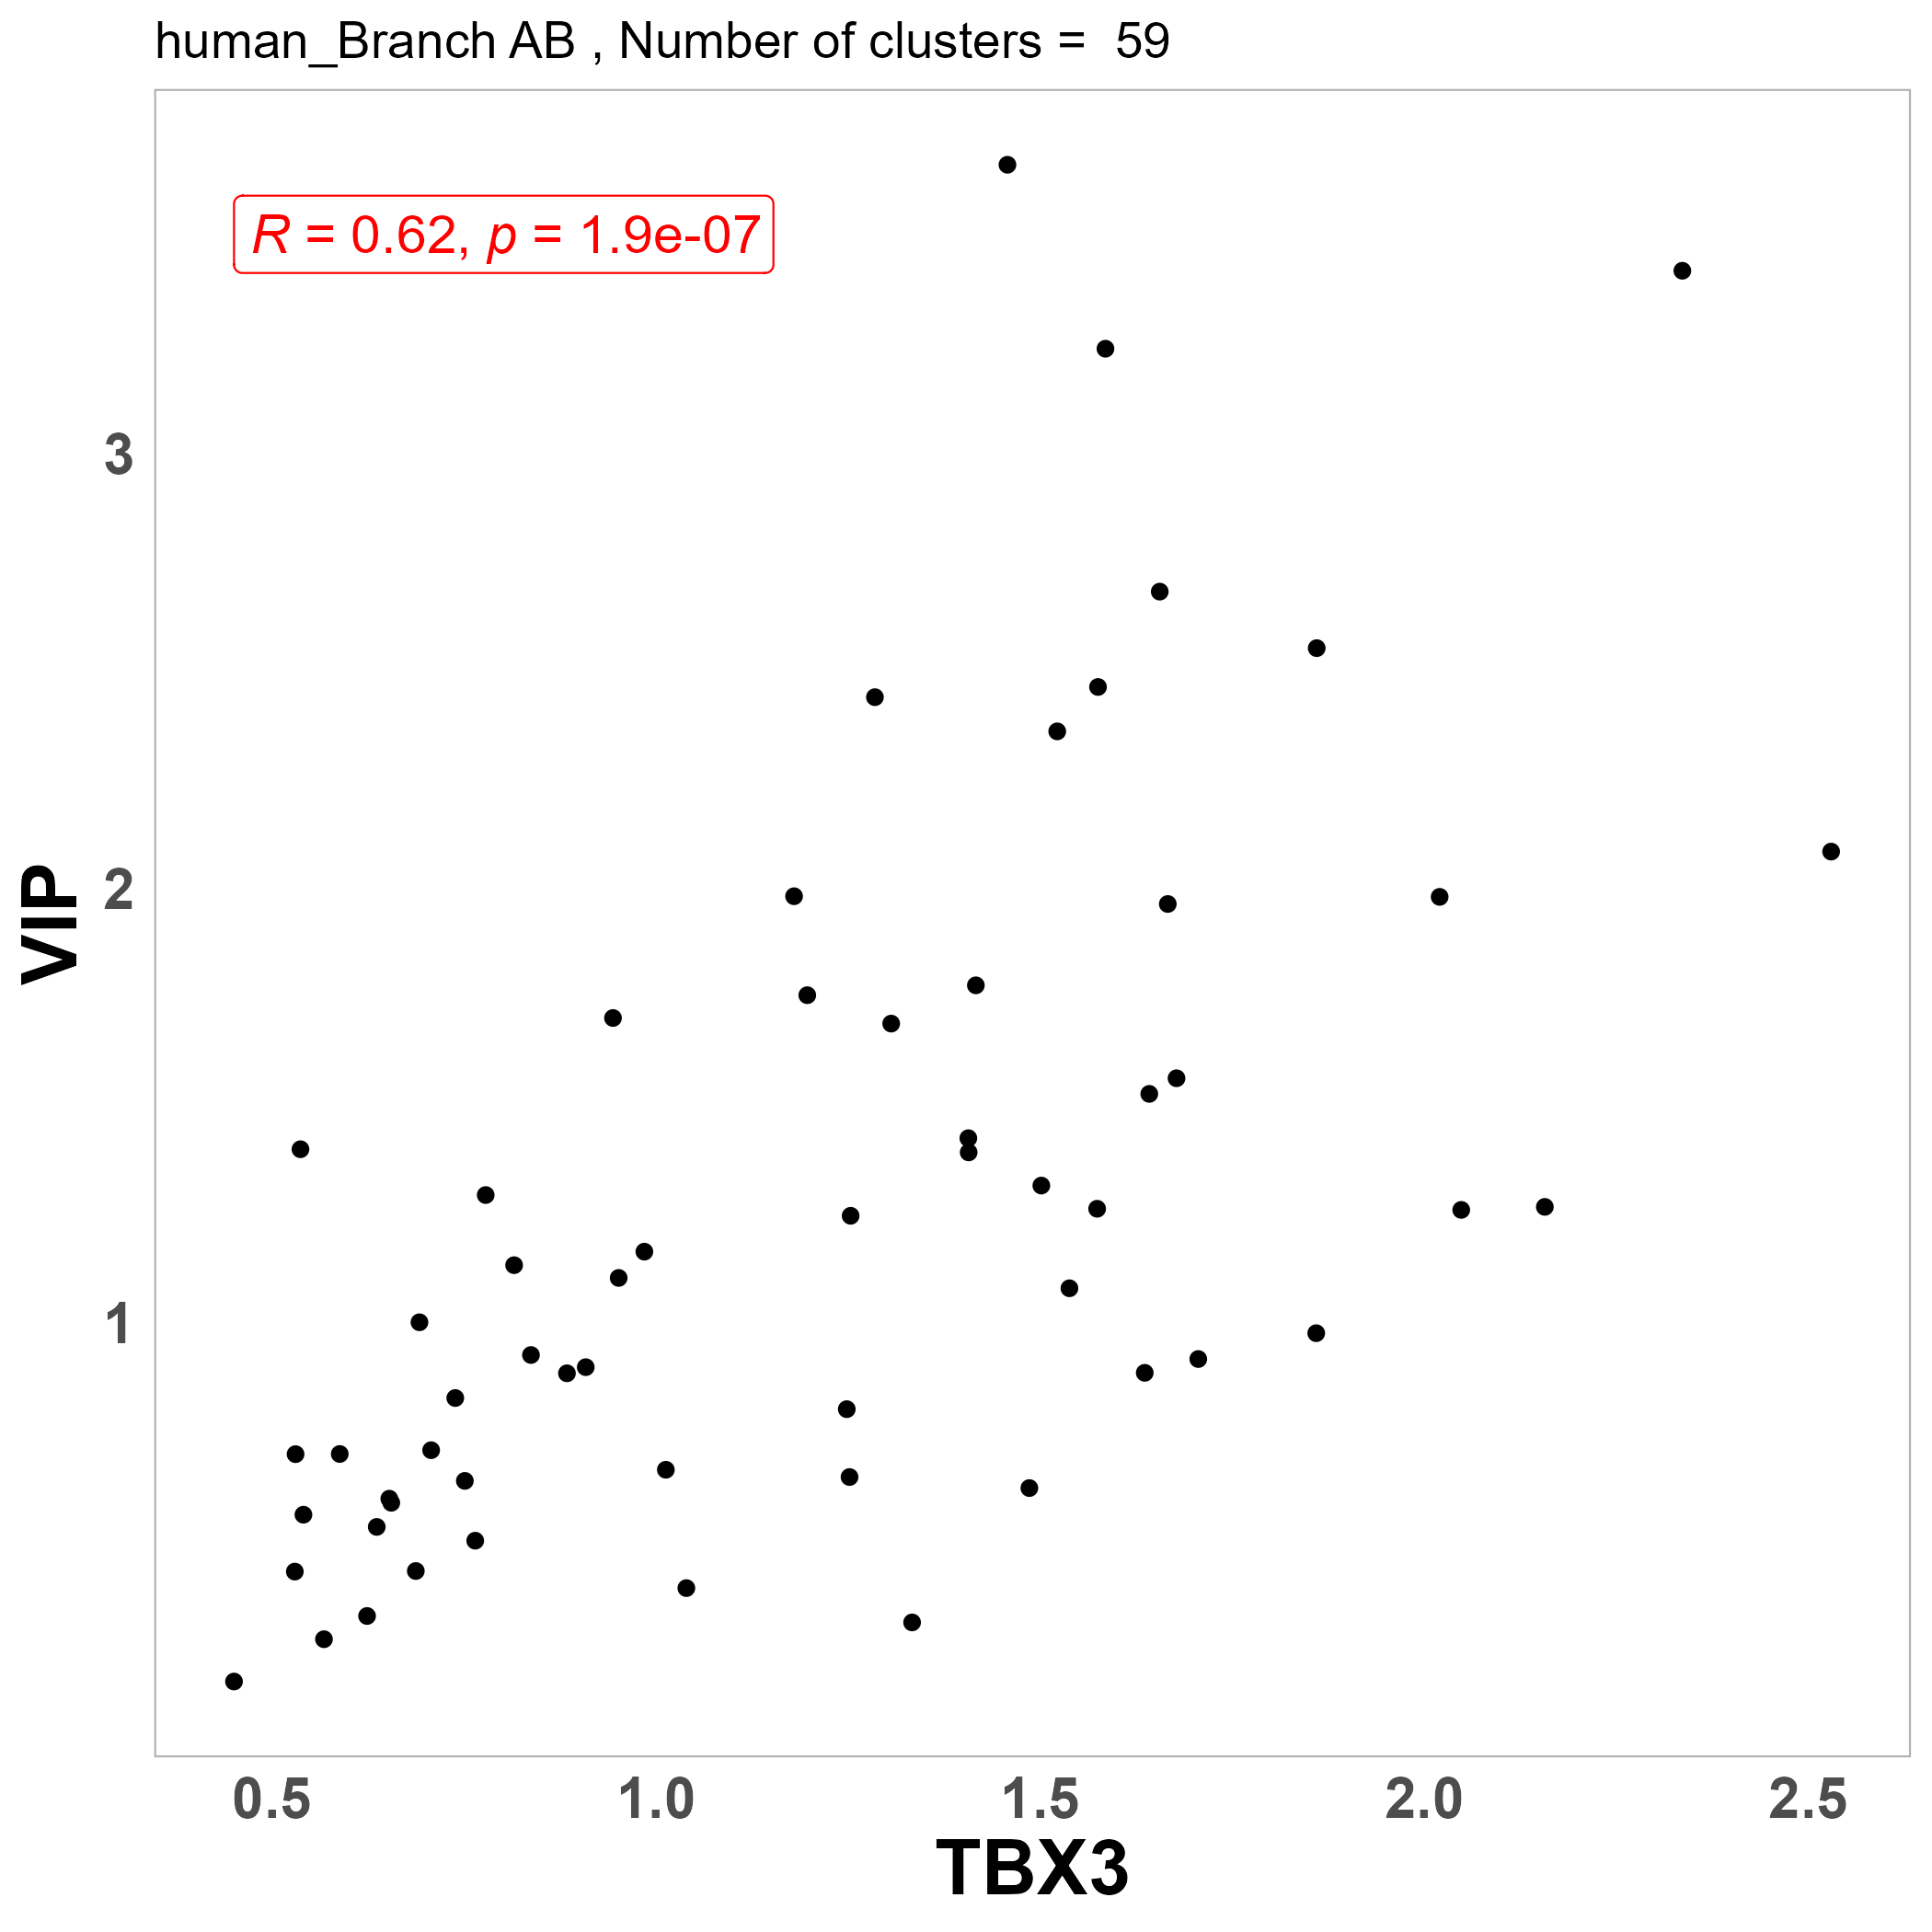 human_Branch AB , Number of clusters =  59
R = 0.62, p = 1.9e-07
3
2
1
VIP
0.5 1.0 1.5 2.0 2.5
TBX3